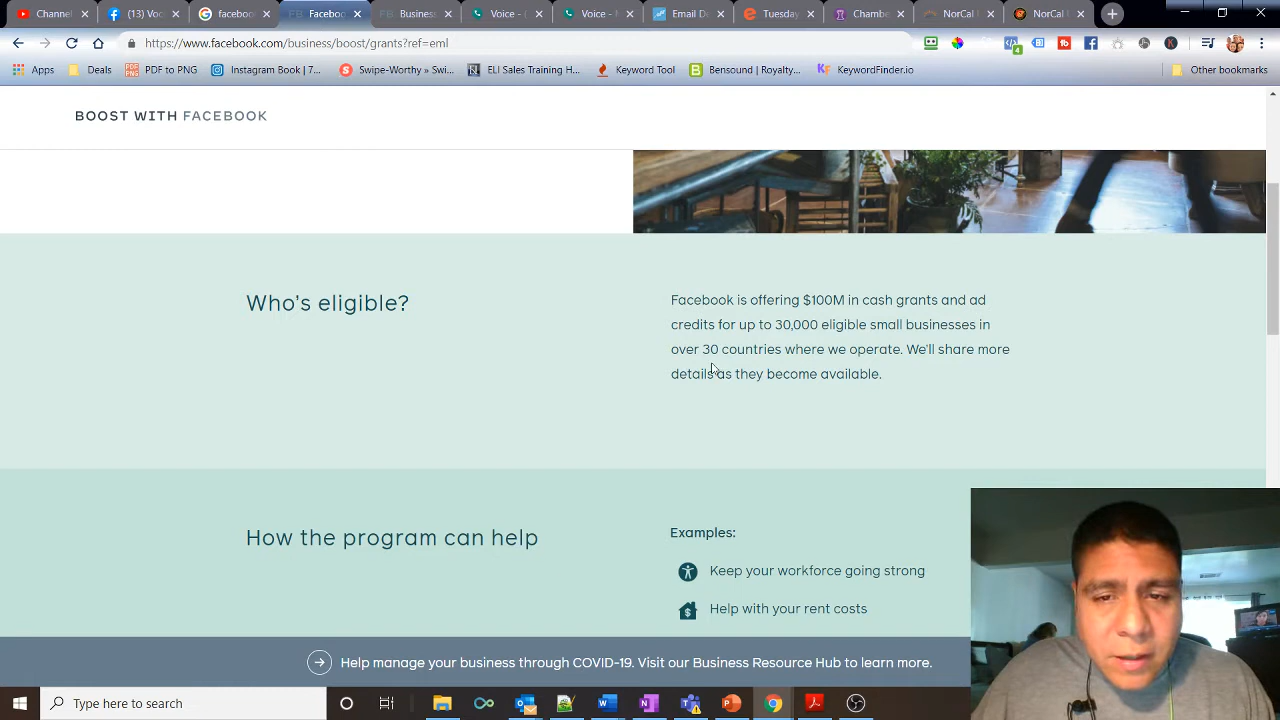 Channel
(13) Voc
facebook
Facebook
Business
Voice - (
Voice - M
Email De
Tuesday
Chambe
NorCal I
NorCal I
https://www.facebook.com/business/boost/grants?ref=eml
Apps
Deals
PDF to PNG
Instagram Book | 7...
Swipe-Worthy » Swi...
ELI Sales Training H...
Keyword Tool
Bensound | Royalty...
KeywordFinder.io
Other bookmarks
BOOST WITH FACEBOOK
Who's eligible?
Facebook is offering $100M in cash grants and ad
credits for up to 30,000 eligible small businesses in
over 30 countries where we operate. We'll share more
details as they become available.
How the program can help
Examples:
Keep your workforce going strong
Help with your rent costs
Help manage your business through COVID-19. Visit our Business Resource Hub to learn more.
Type here to search